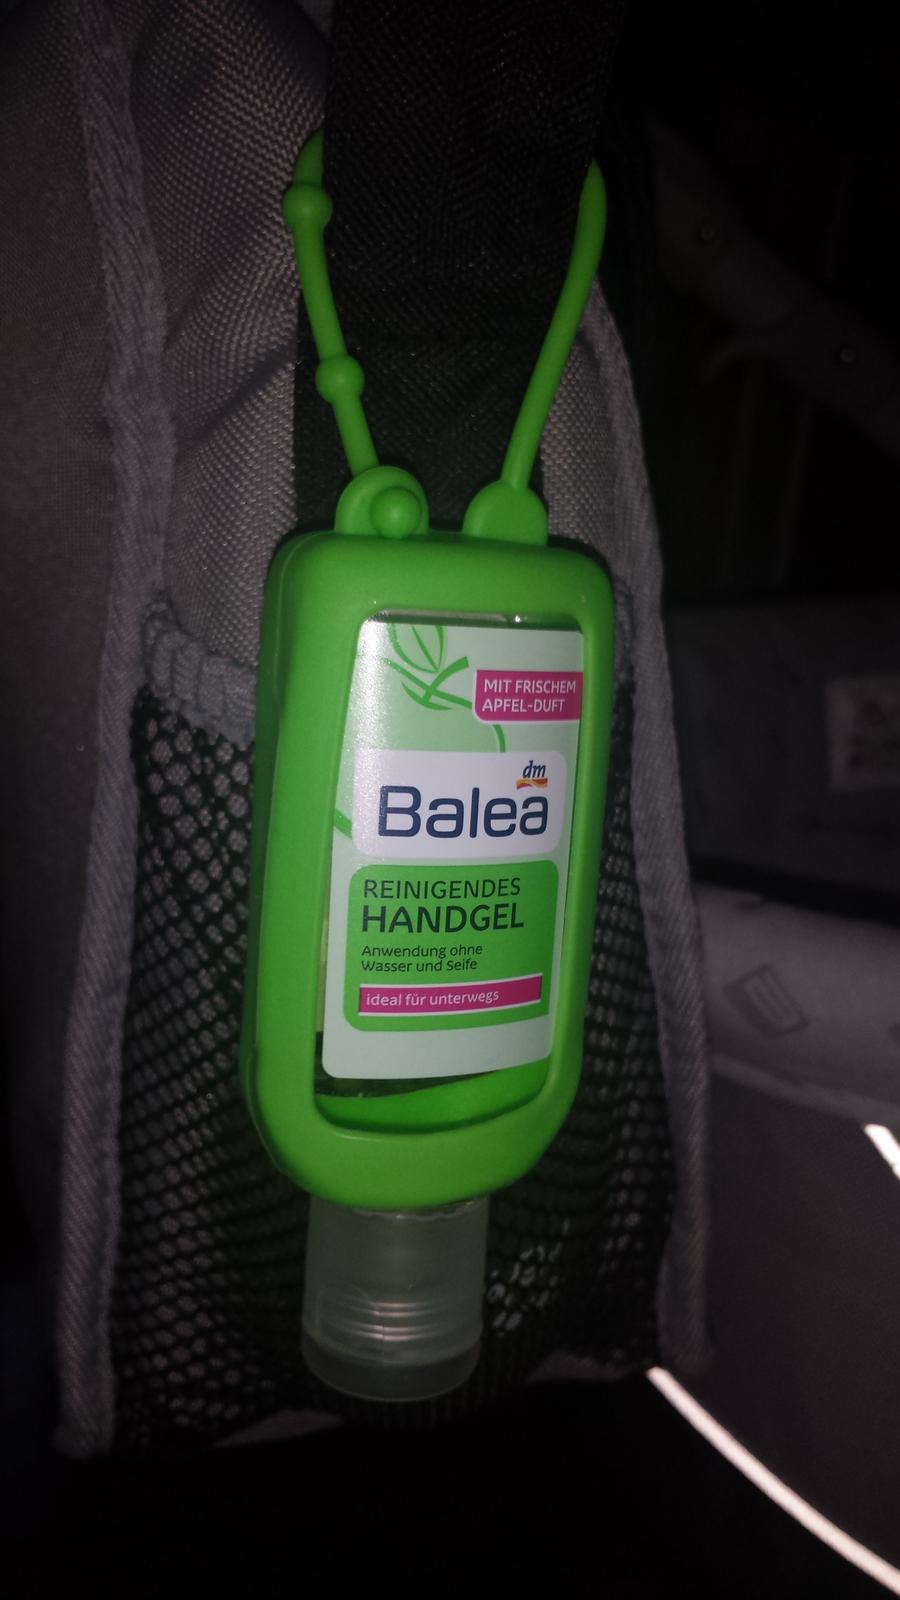 MIT FRISCHEM
APFEL-DUFT
dm
Balea
REINIGENDES
HANDGEL
Anwendung ohne
Wasser und Seife
ideal für unterwegs